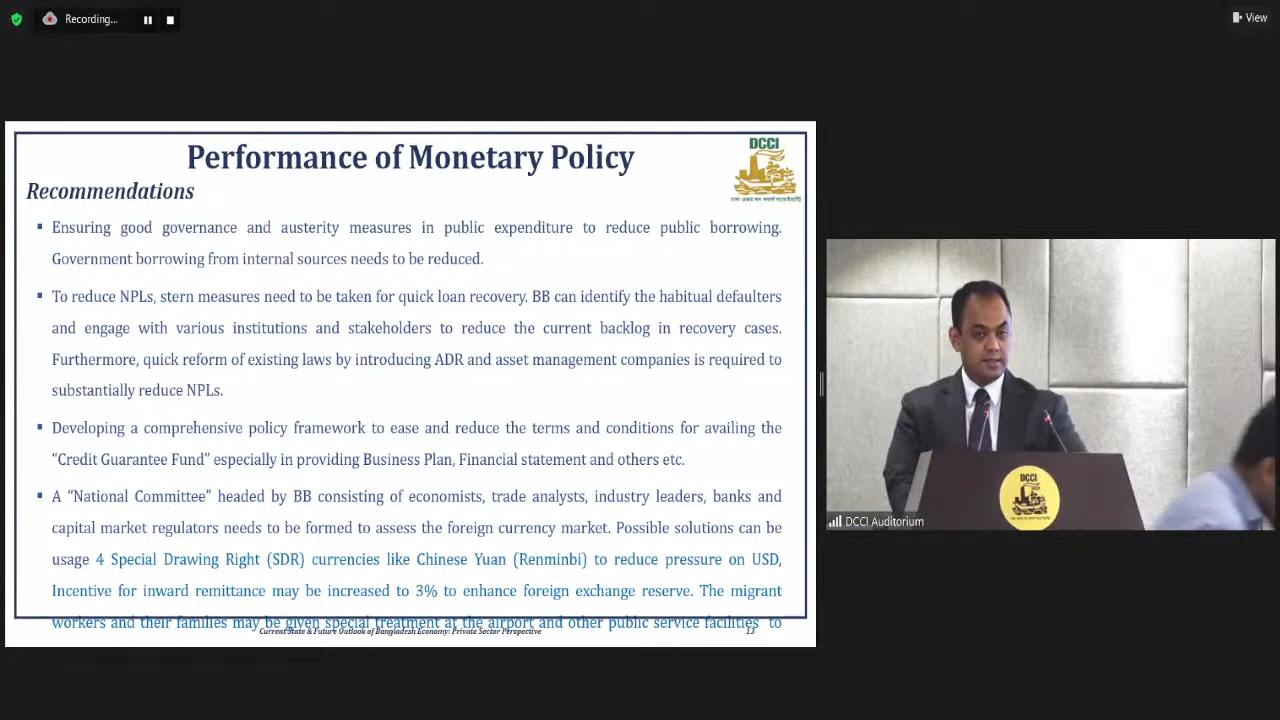 Recording...
View
Performance of Monetary Policy
DCCI
Recommendations
▪ Ensuring good governance and austerity measures in public expenditure to reduce public borrowing.
Government borrowing from internal sources needs to be reduced.
▪ To reduce NPLs, stern measures need to be taken for quick loan recovery. BB can identify the habitual defaulters
and engage with various institutions and stakeholders to reduce the current backlog in recovery cases.
Furthermore, quick reform of existing laws by introducing ADR and asset management companies is required to
substantially reduce NPLs.
▪ Developing a comprehensive policy framework to ease and reduce the terms and conditions for availing the
“Credit Guarantee Fund” especially in providing Business Plan, Financial statement and others etc.
▪ A “National Committee” headed by BB consisting of economists, trade analysts, industry leaders, banks and
capital market regulators needs to be formed to assess the foreign currency market. Possible solutions can be
usage 4 Special Drawing Right (SDR) currencies like Chinese Yuan (Renminbi) to reduce pressure on USD,
Incentive for inward remittance may be increased to 3% to enhance foreign exchange reserve. The migrant
workers and their families may be given special treatment at the airport and other public service facilities to
Current State & Future Outlook of Bangladesh Economy: Private Sector Perspective
13
DCCI
DCCI Auditorium